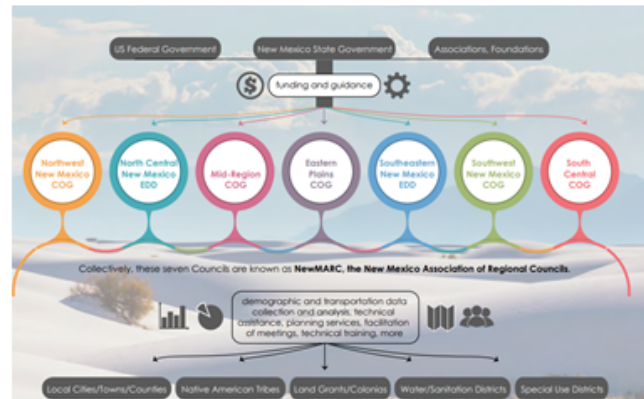 US Federal Government
New Mexico State Government
Associations, Foundations
$
funding and guidance
Northwest
New Mexico
COG
North Central
New Mexico
EDD
Mid-Region
COG
Eastern
Plains
COG
Southeastern
New Mexico
EDD
Southwest
New Mexico
COG
South
Central
COG
Collectively, these seven Councils are known as NewMARC, the New Mexico Association of Regional Councils.
demographic and transportation data
collection and analysis, technical
assistance, planning services, facilitation
of meetings, technical training, more
Local Cities/Towns/Counties
Native American Tribes
Land Grants/Colonias
Water/Sanitation Districts
Special Use Districts